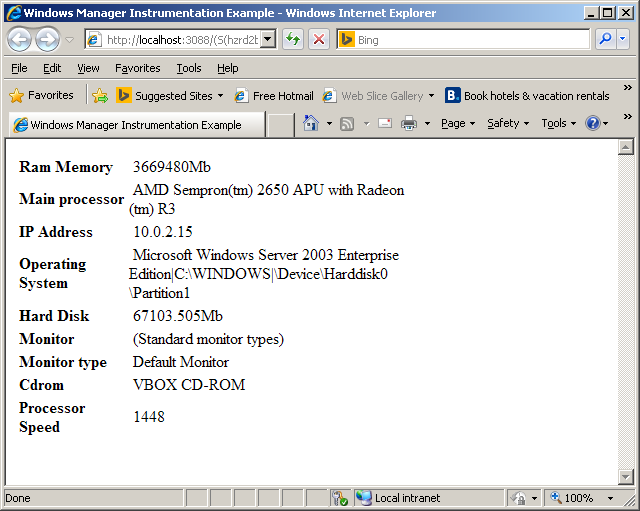 Windows Manager Instrumentation Example - Windows Internet Explorer
http://localhost:3088/(S(hzrd2b
Bing
File Edit View Favorites Tools Help
Favorites Suggested Sites Free Hotmail Web Slice Gallery B. Book hotels & vacation rentals »
Windows Manager Instrumentation Example Page Safety Tools »
Ram Memory 3669480Mb
Main processor AMD Sempron(tm) 2650 APU with Radeon
(tm) R3
IP Address 10.0.2.15
Operating System Microsoft Windows Server 2003 Enterprise
Edition|C:\WINDOWS|\Device\Harddisk0
\Partition1
Hard Disk 67103.505Mb
Monitor (Standard monitor types)
Monitor type Default Monitor
Cdrom VBOX CD-ROM
Processor Speed 1448
Done Local intranet 100%